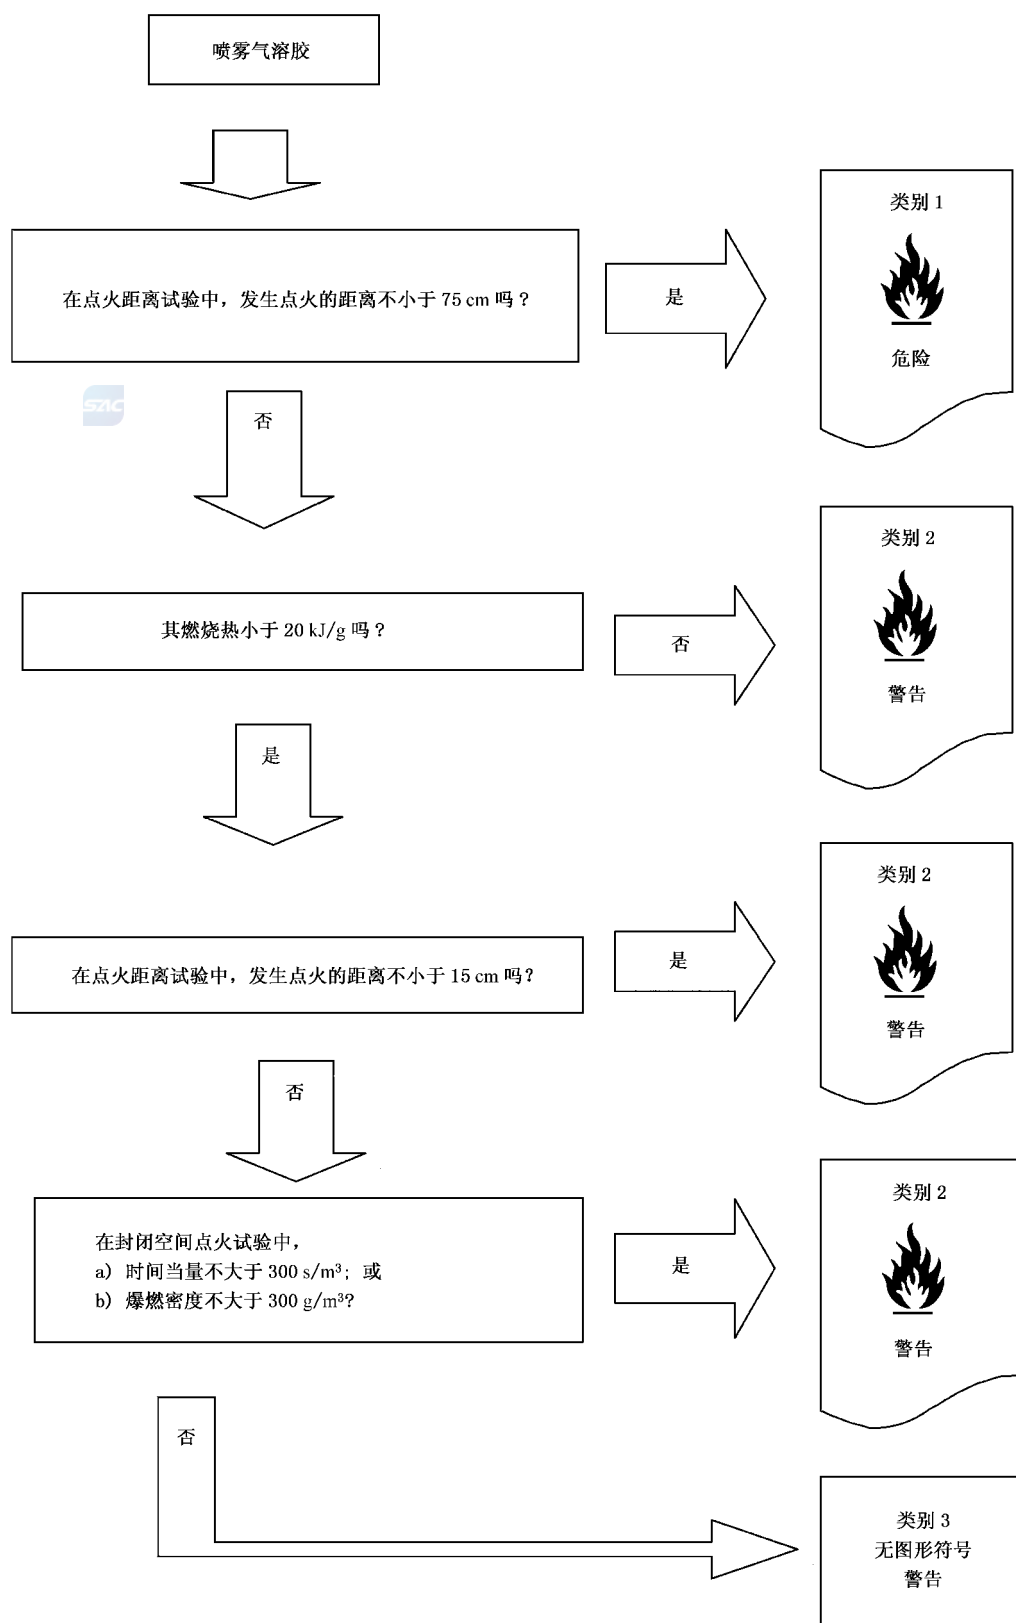 喷雾气溶胶
在点火距离试验中，发生点火的距离不小于 75 cm 吗？
是
类别 1
危险
SAC
否
其燃烧热小于 20 kJ/g 吗？
否
类别 2
警告
是
在点火距离试验中，发生点火的距离不小于 15 cm 吗?
是
类别 2
警告
否
在封闭空间点火试验中，
a) 时间当量不大于 300 s/m³；或
b) 爆燃密度不大于 300 g/m³?
是
类别 2
警告
否
类别 3
无图形符号
警告